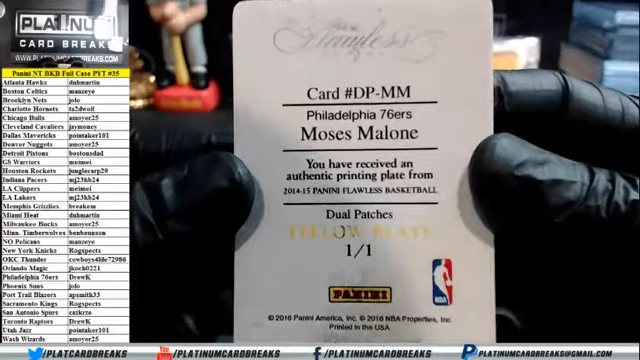 PLATINUM
CARD BREAKS
WWW.PLATINUMCARDBREAKS.COM
Panini NT BKB Full Case PYT #35
Atlanta Hawks dnhmartin
Boston Celtics manzeye
Brooklyn Nets jolo
Charlotte Hornets ta2dwolf
Chicago Bulls amoyer25
Cleveland Cavaliers jaymoney
Dallas Mavericks pointaker101
Denver Nuggets amoyer25
Detroit Pistons bostonsdad
GS Warriors meimei
Houston Rockets junglecarp29
Indiana Pacers mj23kb24
LA Clippers meimei
LA Lakers mj23kb24
Memphis Grizzlies breakem
Miami Heat dnhmartin
Milwaukee Bucks amoyer25
Minn. Timberwolves benbennson
NO Pelicans manzeye
New York Knicks Rogspects
OKC Thunder cowboys4life72986
Orlando Magic jkoch0221
Philadelphia 76ers DrewK
Phoenix Suns jolo
Port Trail Blazers apsmith33
Sacramento Kings Rogspects
San Antonio Spurs
Toronto Raptors DrewK
Utah Jazz pointaker101
Wash Wizards amoyer25
Flawless
Card #DP-MM
Philadelphia 76ers
Moses Malone
You have received an
authentic printing plate from
2014-15 PANINI FLAWLESS BASKETBALL
Dual Patches
YELLOW PLATE
1/1
PANINI
NBA
© 2016 Panini America, Inc. © 2016 NBA Properties, Inc.
Printed in the USA.
/PLATCARDBREAKS
/PLATINUMCARDBREAKS
/PLATINUMCARDBREAKS
PLATINUMCARDBREAKS@GMAIL.COM